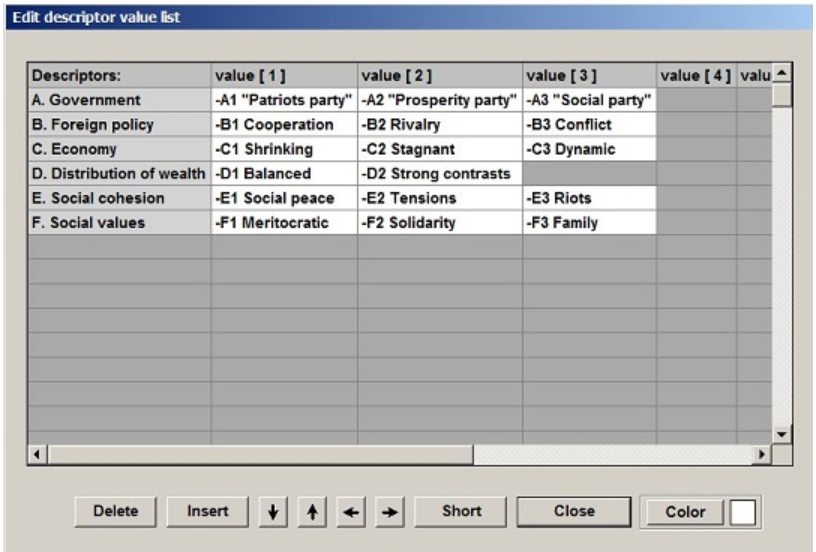 Edit descriptor value list
Descriptors: value [ 1 ] value [ 2 ] value [ 3 ] value [ 4 ] valu
A. Government -A1 "Patriots party" -A2 "Prosperity party" -A3 "Social party"
B. Foreign policy -B1 Cooperation -B2 Rivalry -B3 Conflict
C. Economy -C1 Shrinking -C2 Stagnant -C3 Dynamic
D. Distribution of wealth -D1 Balanced -D2 Strong contrasts
E. Social cohesion -E1 Social peace -E2 Tensions -E3 Riots
F. Social values -F1 Meritocratic -F2 Solidarity -F3 Family
Delete Insert Short Close Color